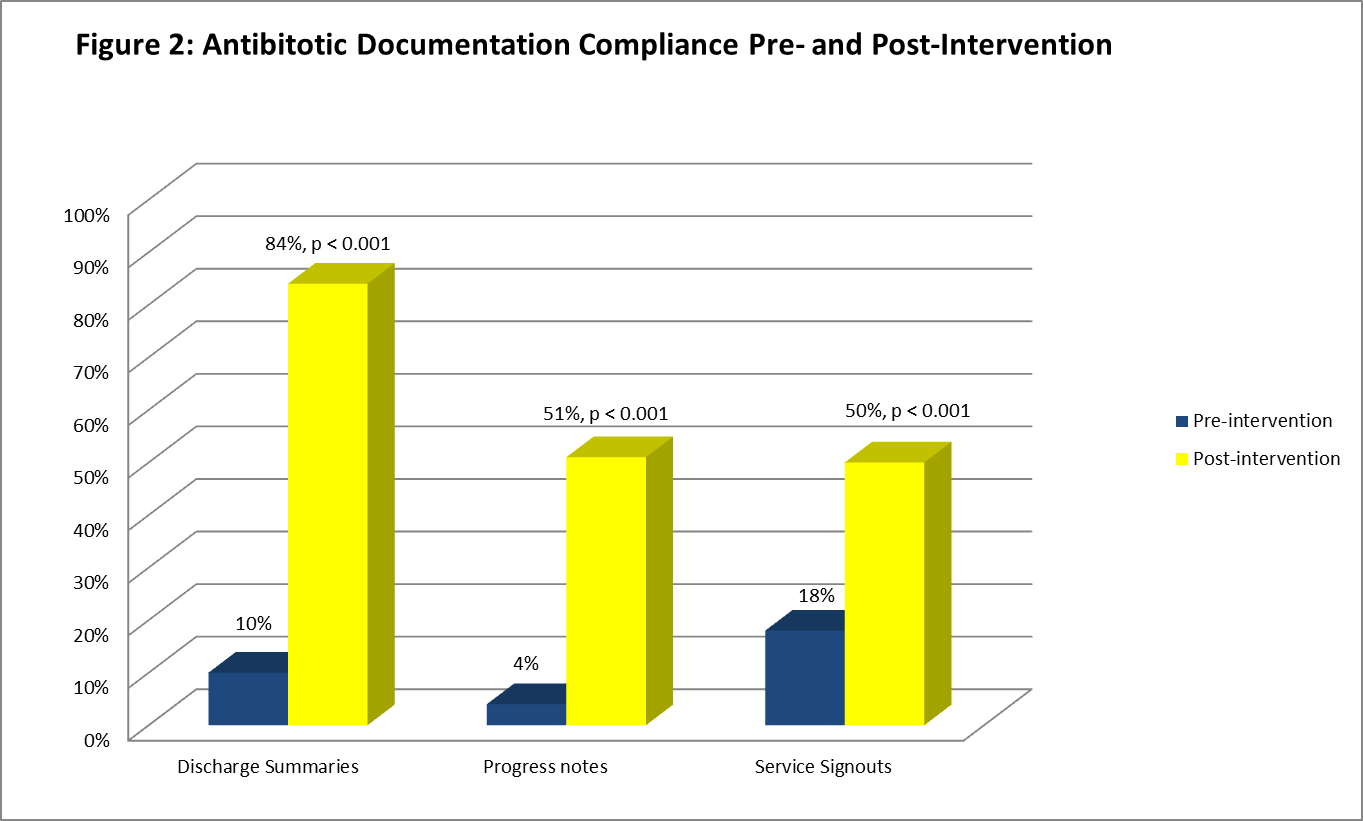 Figure 2: Antibitotic Documentation Compliance Pre- and Post-Intervention
100%
90%
80%
70%
60%
50%
40%
30%
20%
10%
0%
84%, p < 0.001
51%, p < 0.001
50%, p < 0.001
10%
4%
18%
Discharge Summaries
Progress notes
Service Signouts
Pre-intervention
Post-intervention